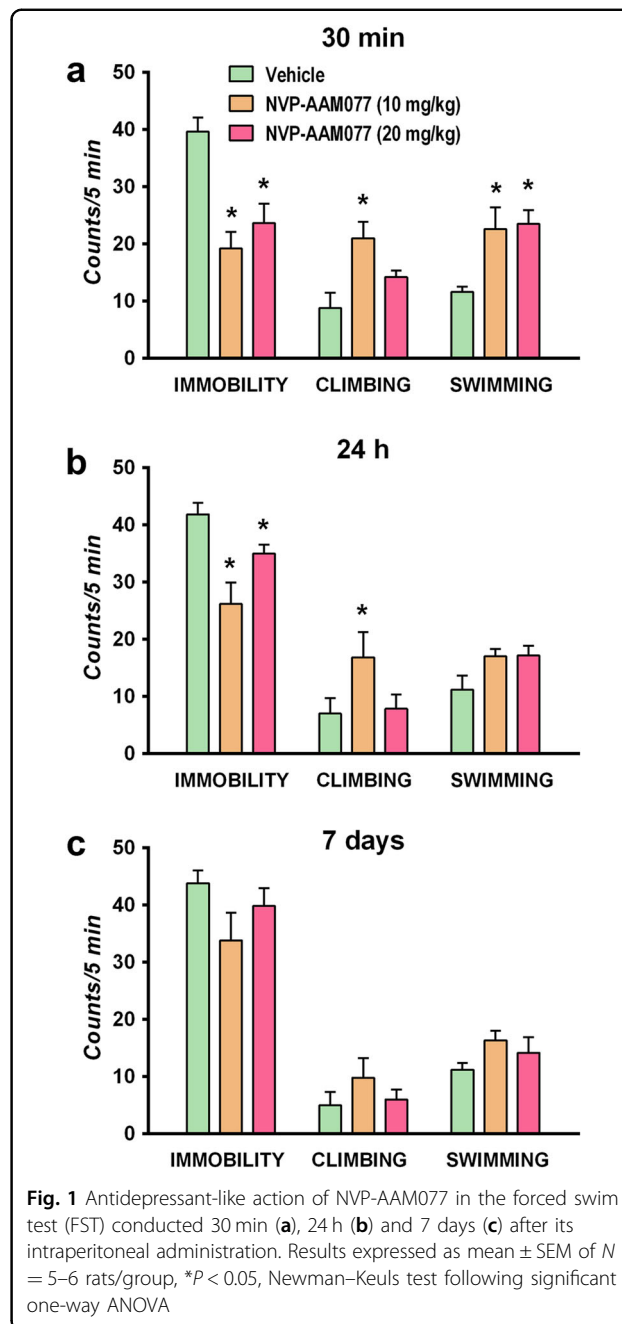 30 min
a
Vehicle
NVP-AAM077 (10 mg/kg)
NVP-AAM077 (20 mg/kg)
Counts/5 min
50
40
30
20
10
0
* * * * *
IMMOBILITY CLIMBING SWIMMING
24 h
b
Counts/5 min
50
40
30
20
10
0
* * *
IMMOBILITY CLIMBING SWIMMING
7 days
c
Counts/5 min
50
40
30
20
10
0
IMMOBILITY CLIMBING SWIMMING
Fig. 1 Antidepressant-like action of NVP-AAM077 in the forced swim
test (FST) conducted 30 min (a), 24 h (b) and 7 days (c) after its
intraperitoneal administration. Results expressed as mean ± SEM of N
= 5–6 rats/group, *P < 0.05, Newman–Keuls test following significant
one-way ANOVA